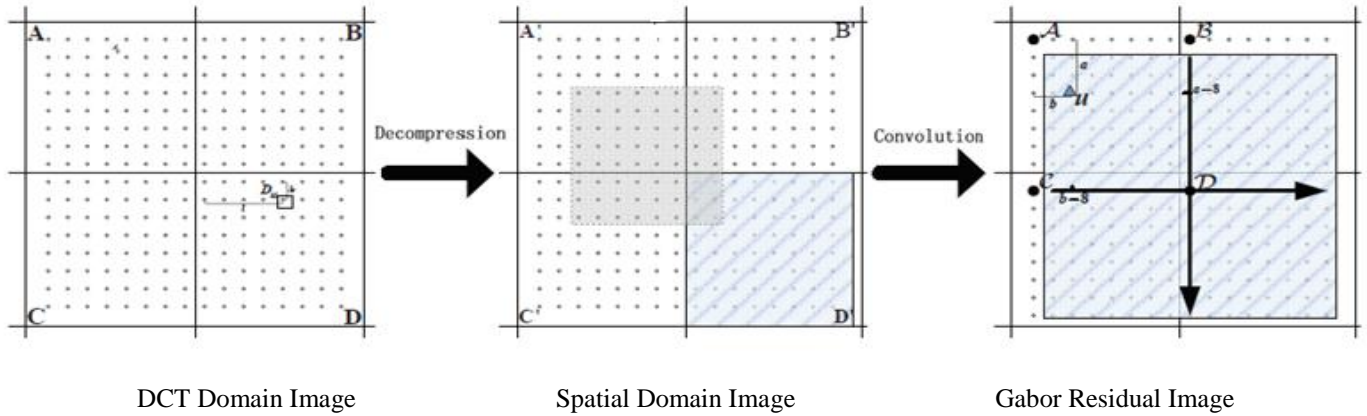 A B A' B' A B
a
b u a-8
Decompression Convolution
C D
b-8
D
i
C D C' D'
DCT Domain Image Spatial Domain Image Gabor Residual Image